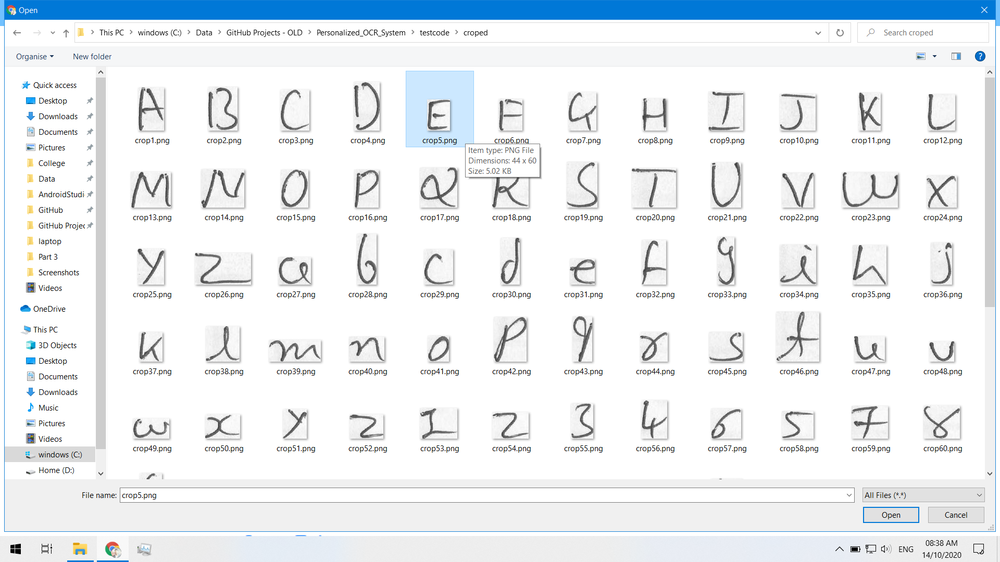 Open
This PC > windows (C:) > Data > GitHub Projects - OLD > Personalized_OCR_System > testcode > croped
Search croped
Organise New folder
Quick access
Desktop
Downloads
Documents
Pictures
College
Data
AndroidStudi
GitHub
GitHub Projec
laptop
Part 3
Screenshots
Videos
OneDrive
This PC
3D Objects
Desktop
Documents
Downloads
Music
Pictures
Videos
windows (C:)
Home (D:)
A B C D E F G H I J K L
crop1.png crop2.png crop3.png crop4.png crop5.png crop6.png crop7.png crop8.png crop9.png crop10.png crop11.png crop12.png
Item type: PNG File
Dimensions: 44 x 60
Size: 5.02 KB
M N O P Q R S T U V W X
crop13.png crop14.png crop15.png crop16.png crop17.png crop18.png crop19.png crop20.png crop21.png crop22.png crop23.png crop24.png
y z a b c d e f g i h j
crop25.png crop26.png crop27.png crop28.png crop29.png crop30.png crop31.png crop32.png crop33.png crop34.png crop35.png crop36.png
k l m n o p q r s t u v
crop37.png crop38.png crop39.png crop40.png crop41.png crop42.png crop43.png crop44.png crop45.png crop46.png crop47.png crop48.png
w x y z 1 2 3 4 6 5 7 8
crop49.png crop50.png crop51.png crop52.png crop53.png crop54.png crop55.png crop56.png crop57.png crop58.png crop59.png crop60.png
File name: crop5.png
All Files (*.*)
Open Cancel
ENG
08:38 AM
14/10/2020